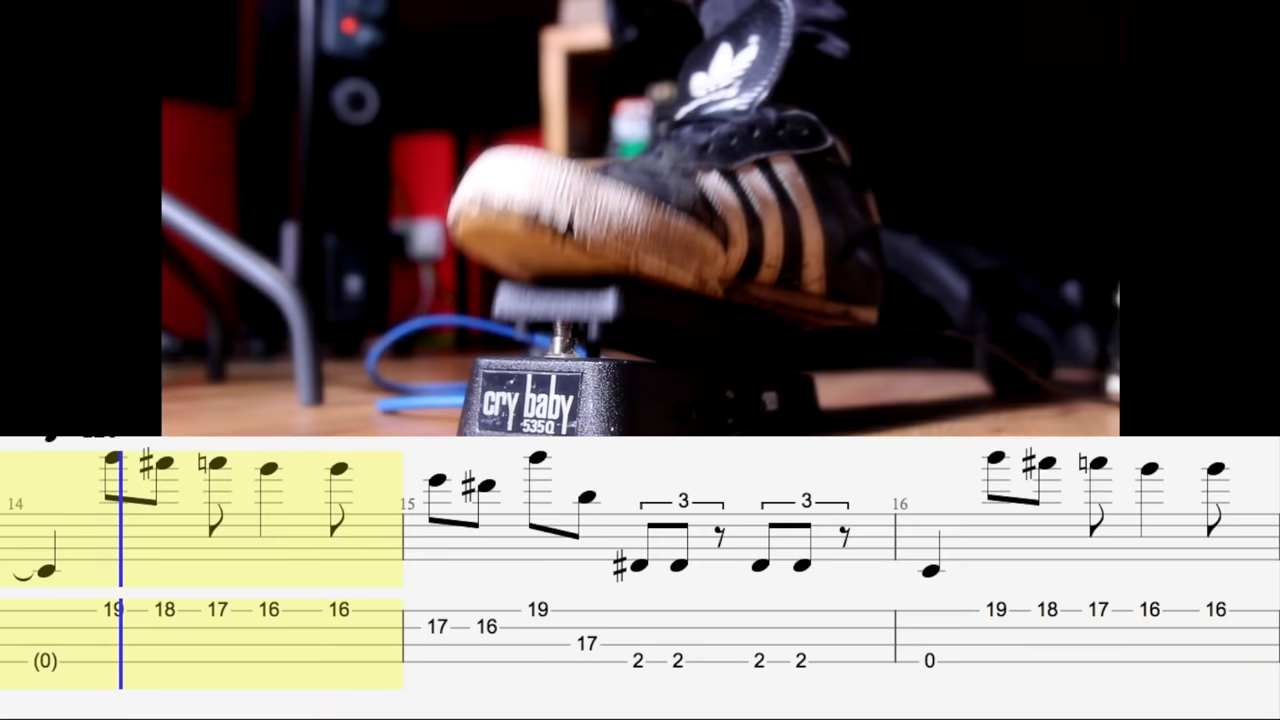 cry baby
535Q
14
15
3
3
16
19 18 17 16 16
17 16 19 17 2 2 2 2
19 18 17 16 16
(0)
0